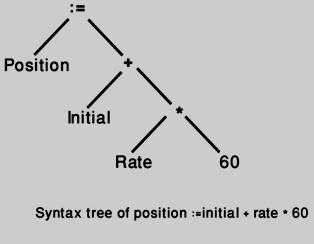 :=
Position +
Initial *
Rate 60
Syntax tree of position :=initial + rate * 60